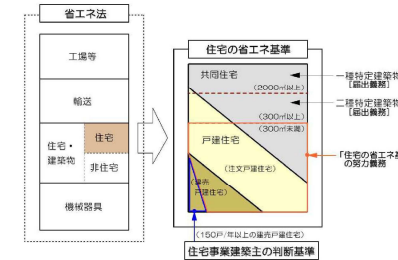 省エネ法
工場等
輸送
住宅・
建築物
住宅
非住宅
機械器具
住宅の省エネ基準
共同住宅
(2000㎡以上)
(300㎡以上)
(300㎡未満)
戸建住宅
(注文戸建住宅)
(建売
戸建住宅)
一種特定建築物
[届出義務]
二種特定建築物
[届出義務]
「住宅の省エネ基
の努力義務
(150戸/年以上の建売戸建住宅)
住宅事業建築主の判断基準